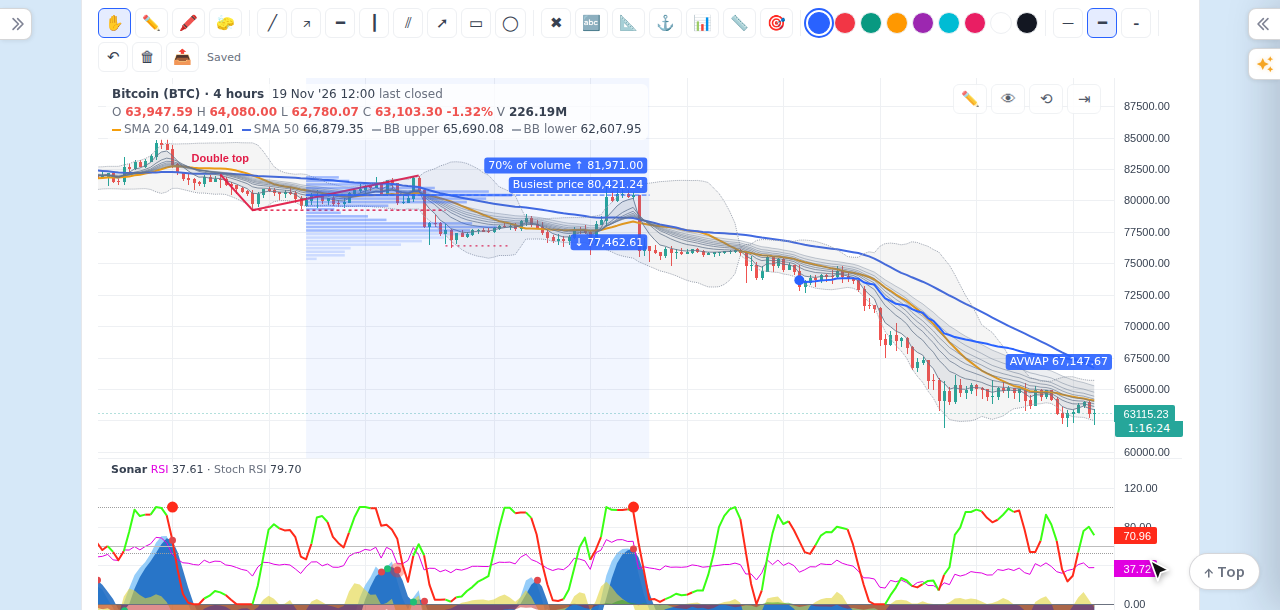 Saved
Bitcoin (BTC) · 4 hours 19 Nov '26 12:00 last closed
O 63,947.59 H 64,080.00 L 62,780.07 C 63,103.30 -1.32% V 226.19M
SMA 20 64,149.01 SMA 50 66,879.35 BB upper 65,690.08 BB lower 62,607.95
Double top
70% of volume ↑ 81,971.00
Busiest price 80,421.24
↓ 77,462.61
AVWAP 67,147.67
87500.00
85000.00
82500.00
80000.00
77500.00
75000.00
72500.00
70000.00
67500.00
65000.00
63115.23
1:16:24
60000.00
Sonar RSI 37.61 · Stoch RSI 79.70
120.00
80.00
70.96
37.72
0.00
↑ Top